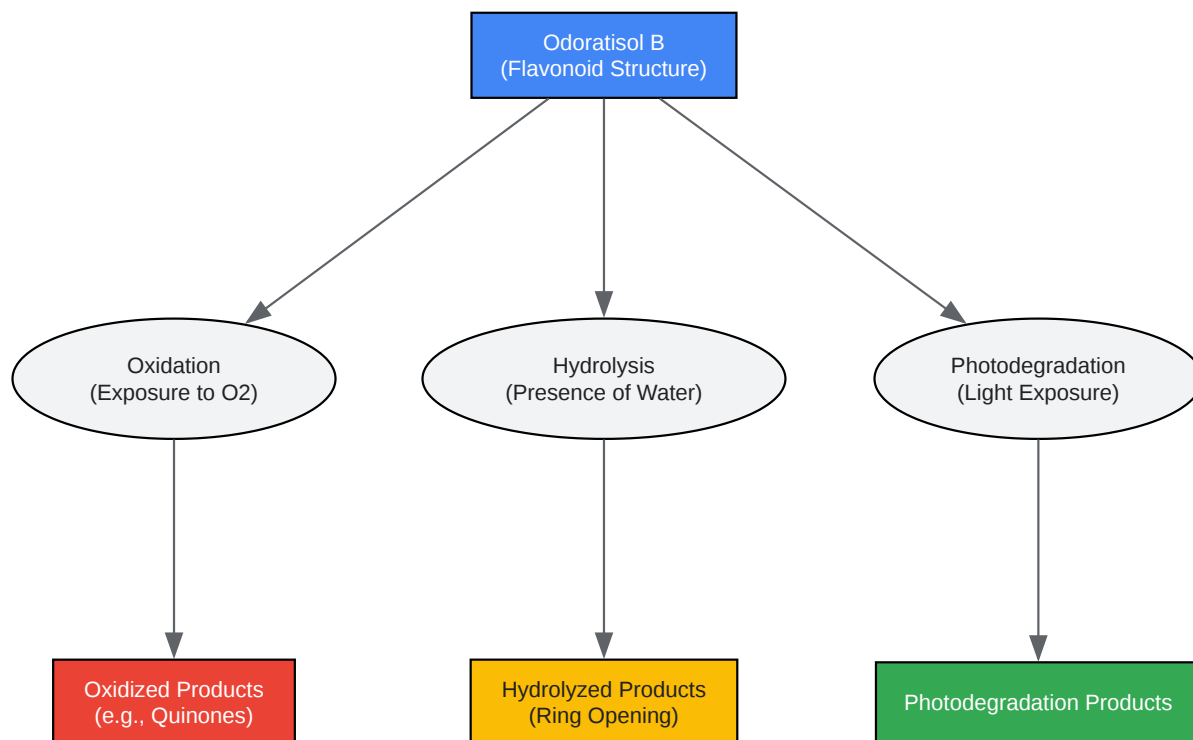 Odoratisol B
(Flavonoid Structure)
Oxidation
(Exposure to O2)
Hydrolysis
(Presence of Water)
Photodegradation
(Light Exposure)
Oxidized Products
(e.g., Quinones)
Hydrolyzed Products
(Ring Opening)
Photodegradation Products